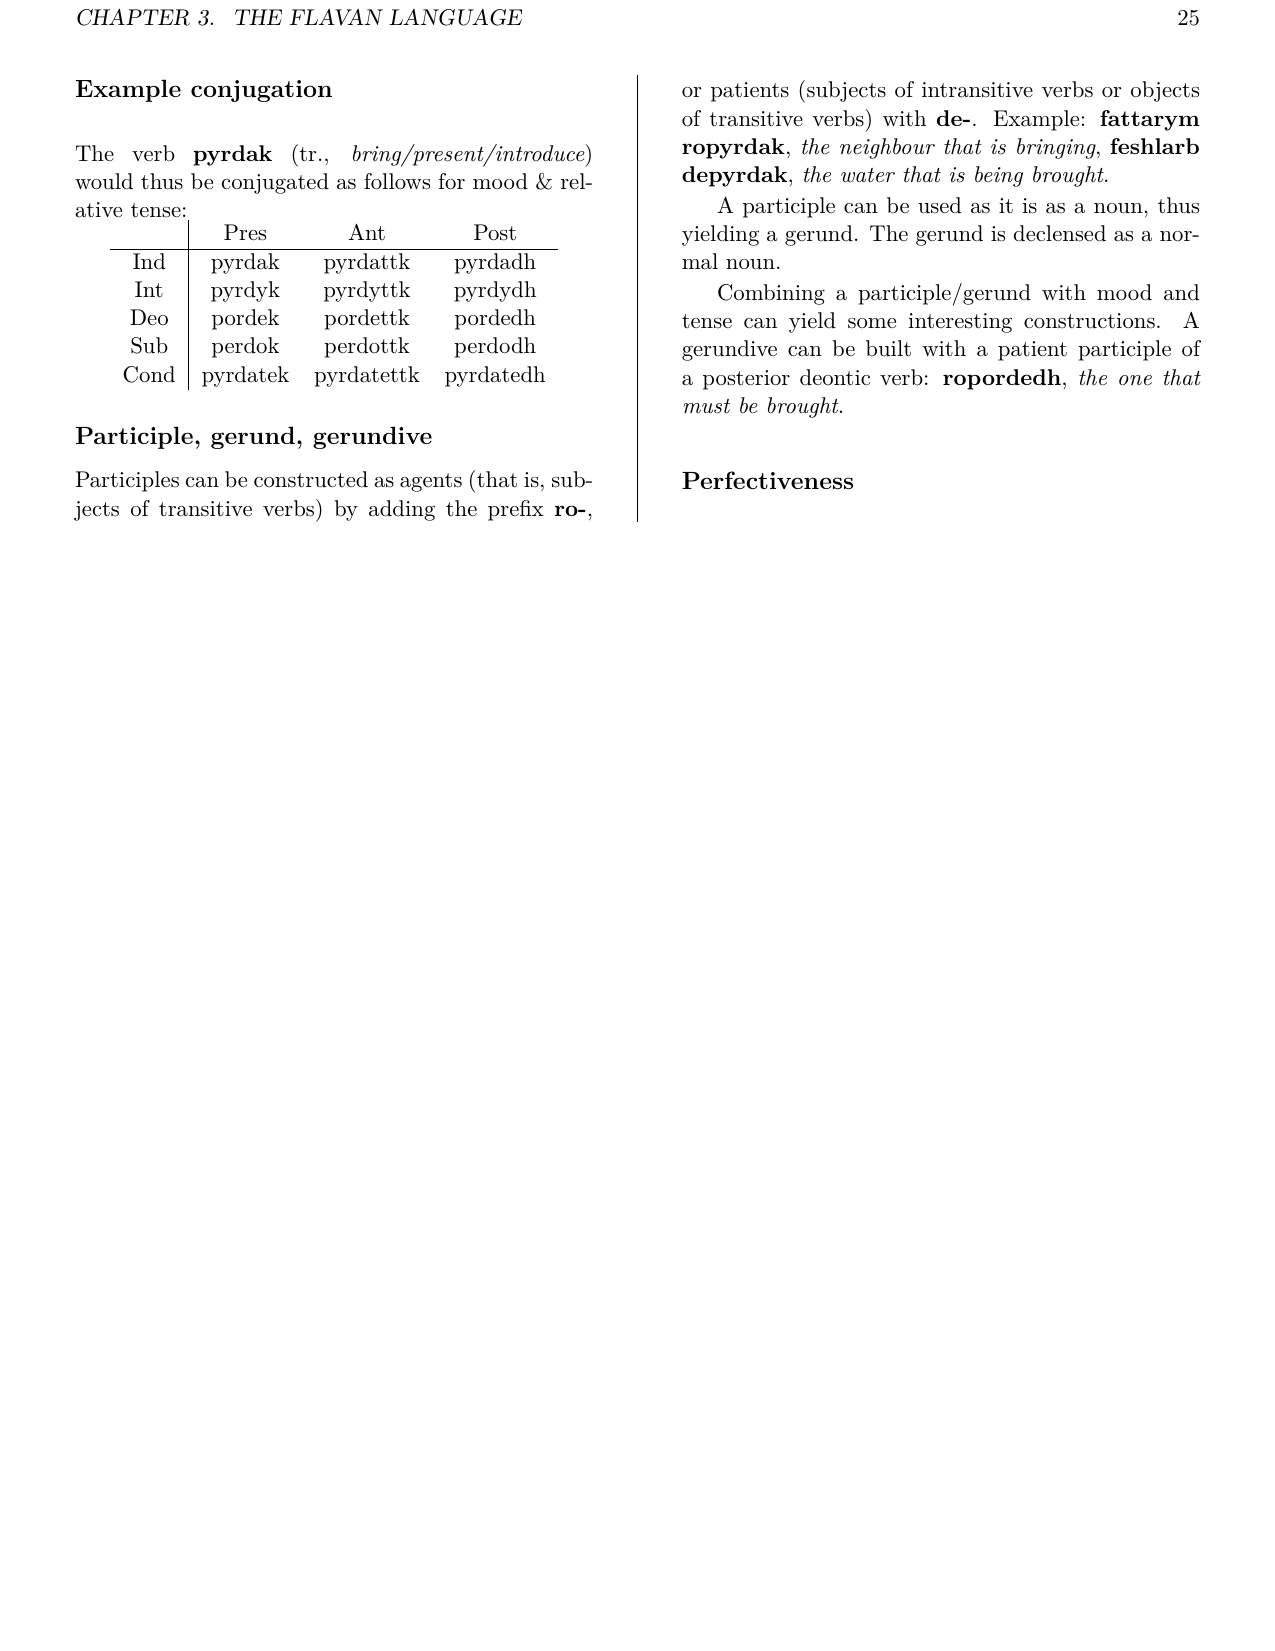 CHAPTER 3. THE FLAVAN LANGUAGE 25
Example conjugation
The verb pyrdak (tr., bring/present/introduce)
would thus be conjugated as follows for mood & rel-
ative tense:
Pres Ant Post
Ind pyrdak pyrdattk pyrdadh
Int pyrdyk pyrdyttk pyrdydh
Deo pordek pordettk pordedh
Sub perdok perdottk perdodh
Cond pyrdatek pyrdatettk pyrdatedh
Participle, gerund, gerundive
Participles can be constructed as agents (that is, sub-
jects of transitive verbs) by adding the prefix ro-,
or patients (subjects of intransitive verbs or objects
of transitive verbs) with de-. Example: fattarym
ropyrdak, the neighbour that is bringing, feshlarb
depyrdak, the water that is being brought.
A participle can be used as it is as a noun, thus
yielding a gerund. The gerund is declensed as a nor-
mal noun.
Combining a participle/gerund with mood and
tense can yield some interesting constructions. A
gerundive can be built with a patient participle of
a posterior deontic verb: ropordedh, the one that
must be brought.
Perfectiveness